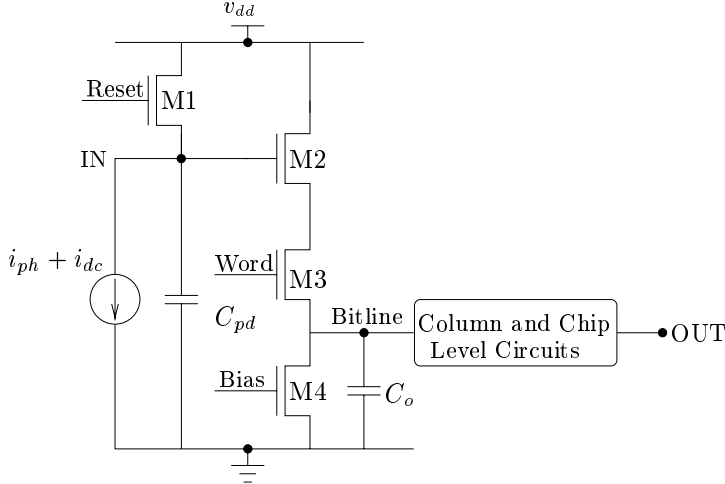 v_dd
Reset
M1
IN
M2
i_ph + i_dc
Word
M3
C_pd
Bitline
Column and Chip
Level Circuits
OUT
Bias
M4
C_o